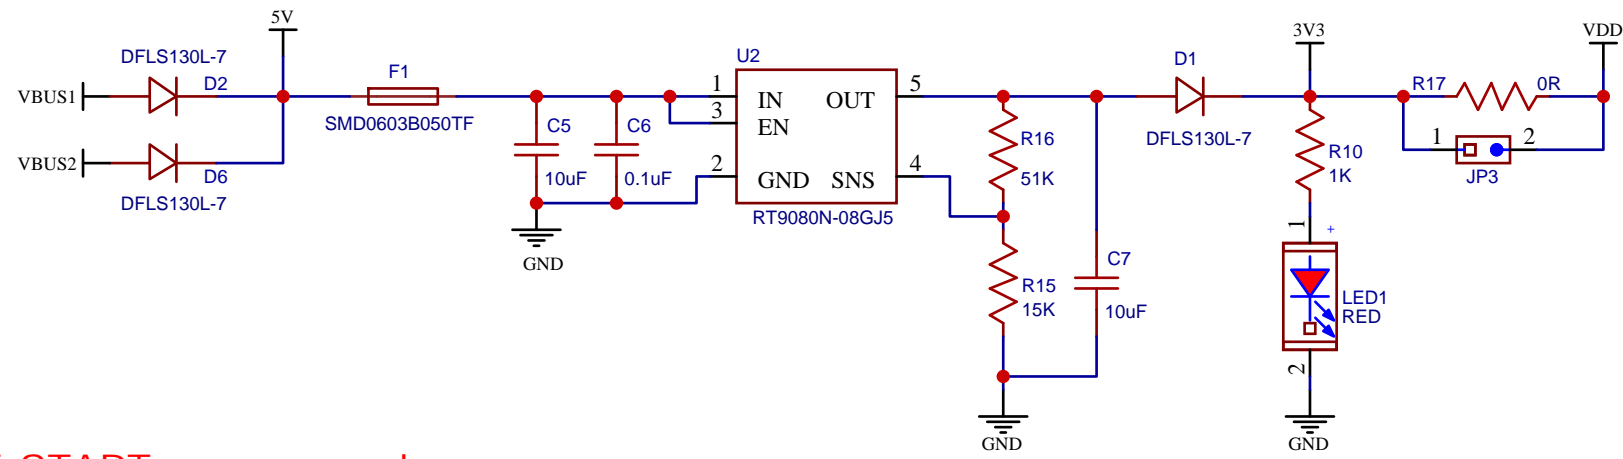 5V
3V3
VDD
DFLS130L-7
D2
VBUS1
F1
SMD0603B050TF
U2
1 IN OUT 5
3 EN
2 GND SNS 4
RT9080N-08GJ5
D1
DFLS130L-7
R17 0R
1 2
JP3
VBUS2
D6
DFLS130L-7
C5
10uF
C6
0.1uF
GND
R16
51K
R15
15K
C7
10uF
GND
R10
1K
1 +
LED1
RED
2
GND
START